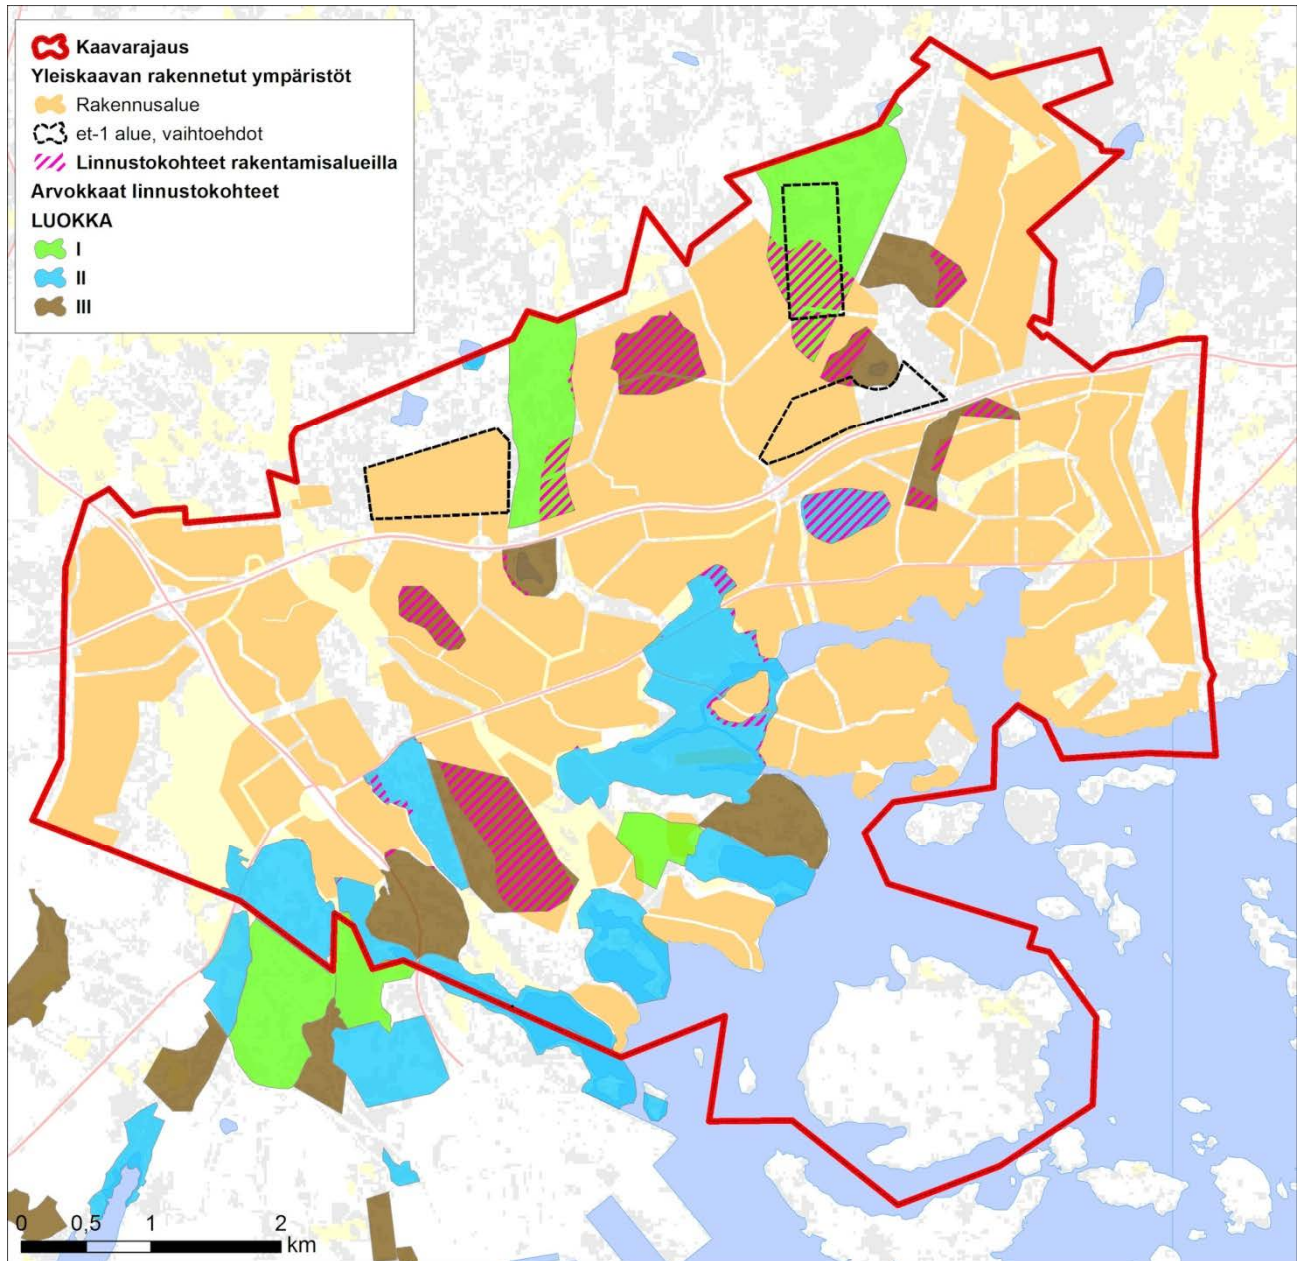 Kaavarajaus
Yleiskaavan rakennetut ympäristöt
Rakennusalue
et-1 alue, vaihtoehdot
Linnustokohteet rakentamisalueilla
Arvokkaat linnustokohteet
LUOKKA
I
II
III
0 0,5 1 2
km